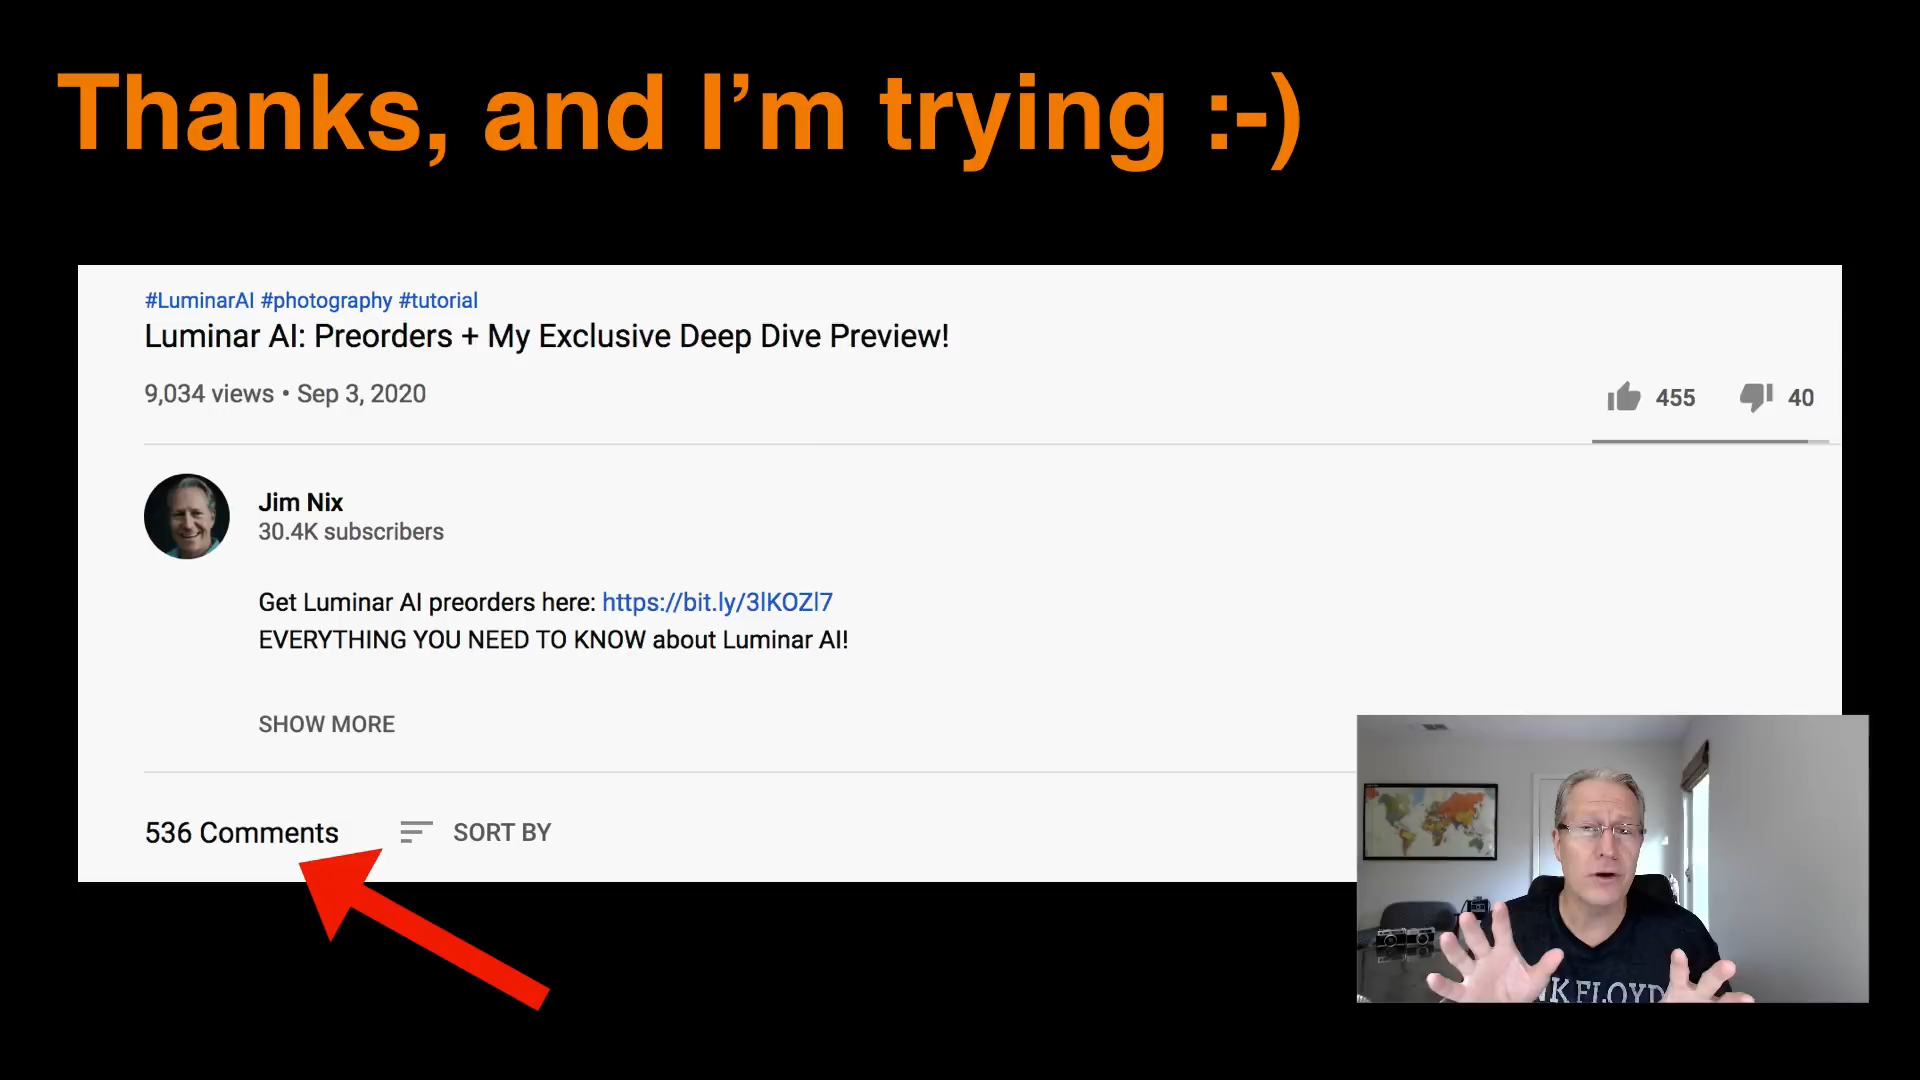 Thanks, and I’m trying :-)
#LuminarAI #photography #tutorial
Luminar AI: Preorders + My Exclusive Deep Dive Preview!
9,034 views • Sep 3, 2020
455 40
Jim Nix
30.4K subscribers
Get Luminar AI preorders here: https://bit.ly/3lKOZl7
EVERYTHING YOU NEED TO KNOW about Luminar AI!
SHOW MORE
536 Comments SORT BY
FLOYD